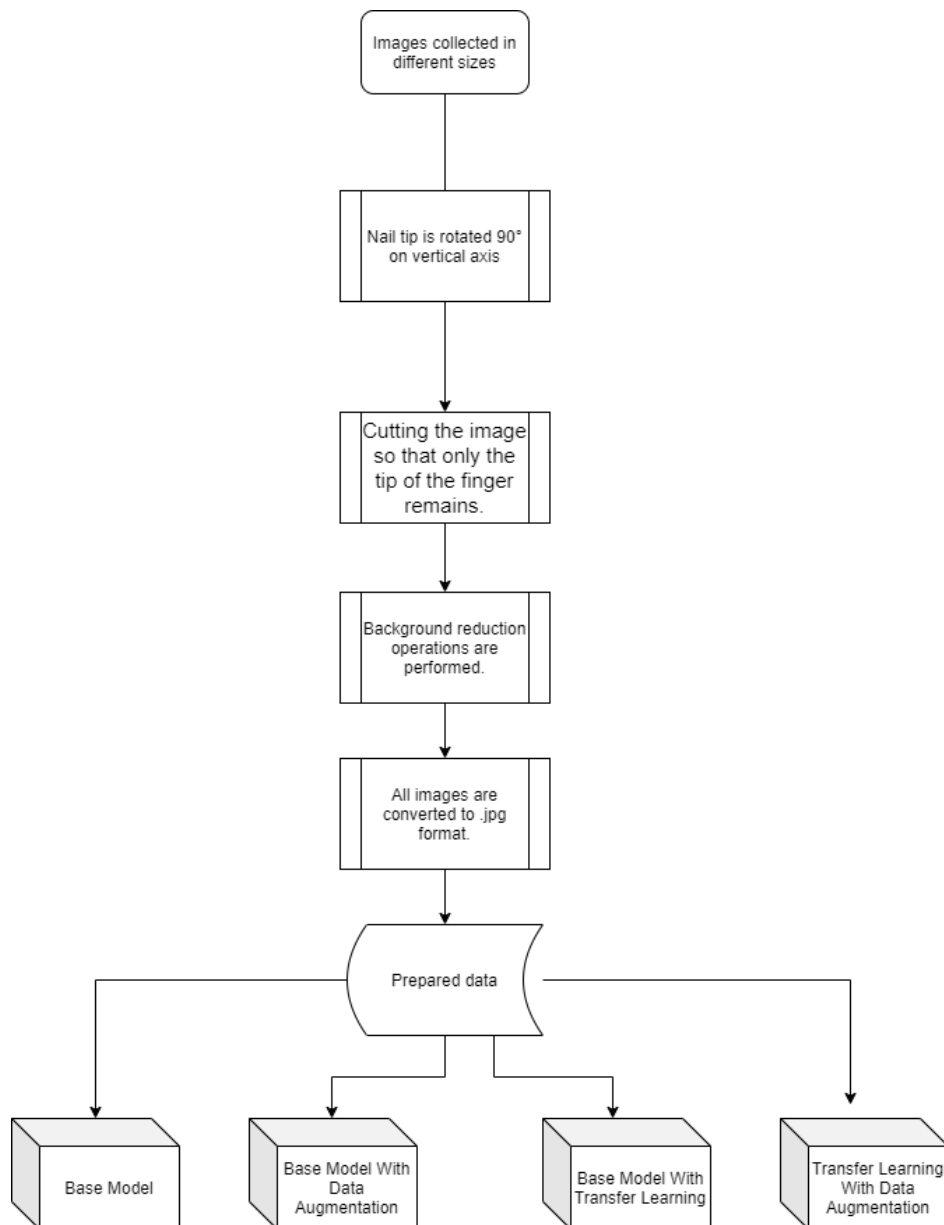 Images collected in
different sizes
Nail tip is rotated 90°
on vertical axis
Cutting the image
so that only the
tip of the finger
remains.
Background reduction
operations are
performed.
All images are
converted to .jpg
format.
Prepared data
Base Model
Base Model With
Data
Augmentation
Base Model With
Transfer Learning
Transfer Learning
With Data
Augmentation